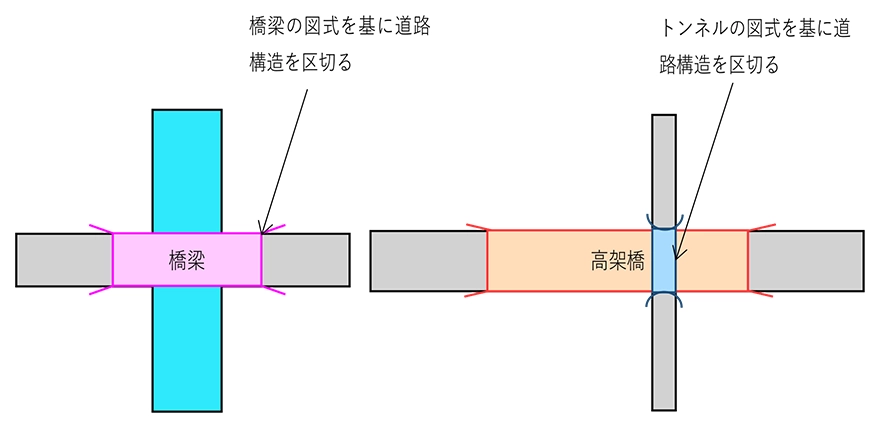 橋梁の図式を基に道路
構造を区切る
トンネルの図式を基に道
路構造を区切る
橋梁
高架橋